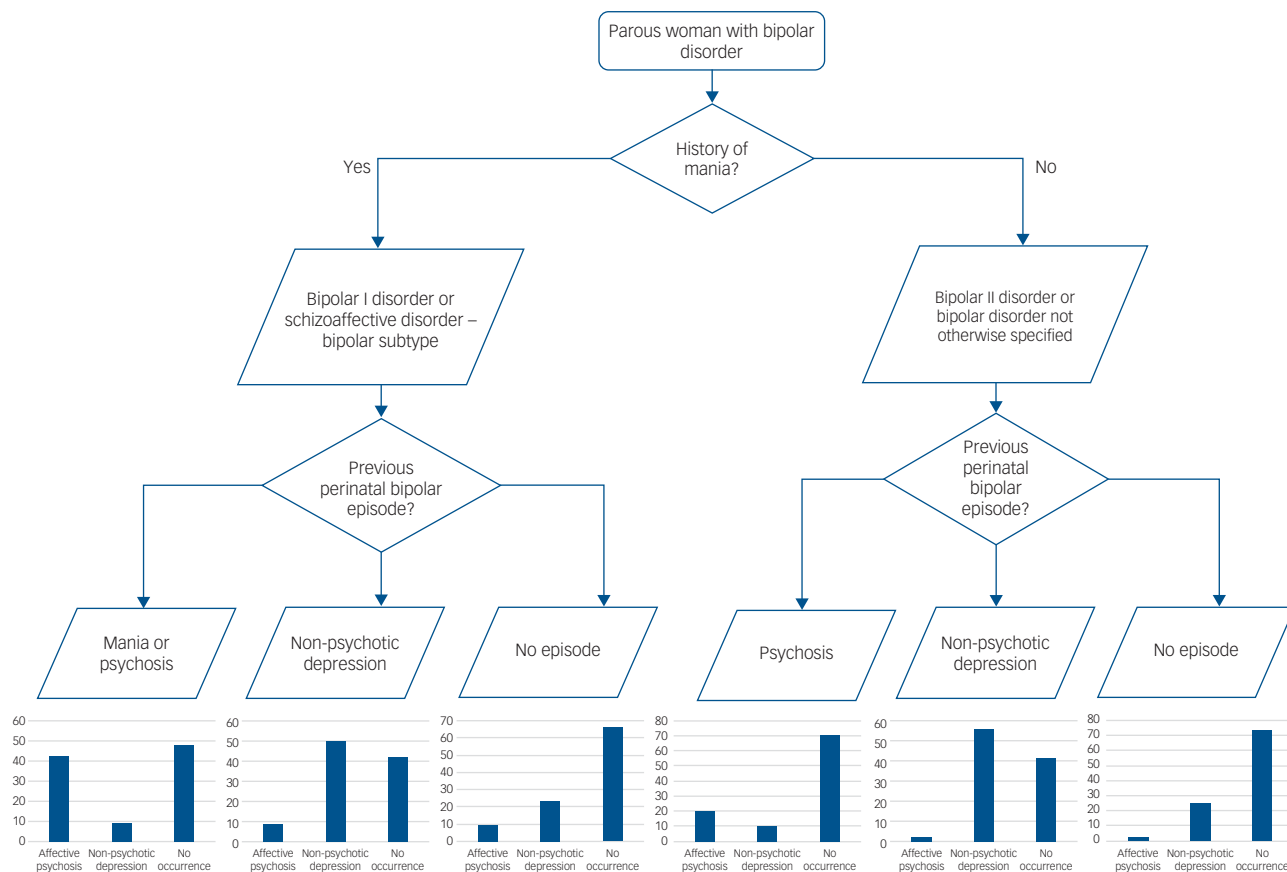 Parous woman with bipolar
disorder
History of
mania?
Yes
No
Bipolar I disorder or
schizoaffective disorder –
bipolar subtype
Bipolar II disorder or
bipolar disorder not
otherwise specified
Previous
perinatal bipolar
episode?
Previous
perinatal
bipolar
episode?
Mania or
psychosis
Non-psychotic
depression
No episode
Psychosis
Non-psychotic
depression
No episode
60
50
40
30
20
10
0
Affective
psychosis
Non-psychotic
depression
No
occurrence
60
50
40
30
20
10
0
Affective
psychosis
Non-psychotic
depression
No
occurrence
70
60
50
40
30
20
10
0
Affective
psychosis
Non-psychotic
depression
No
occurrence
80
70
60
50
40
30
20
10
0
Affective
psychosis
Non-psychotic
depression
No
occurrence
60
50
40
30
20
10
0
Affective
psychosis
Non-psychotic
depression
No
occurrence
80
70
60
50
40
30
20
10
0
Affective
psychosis
Non-psychotic
depression
No
occurrence